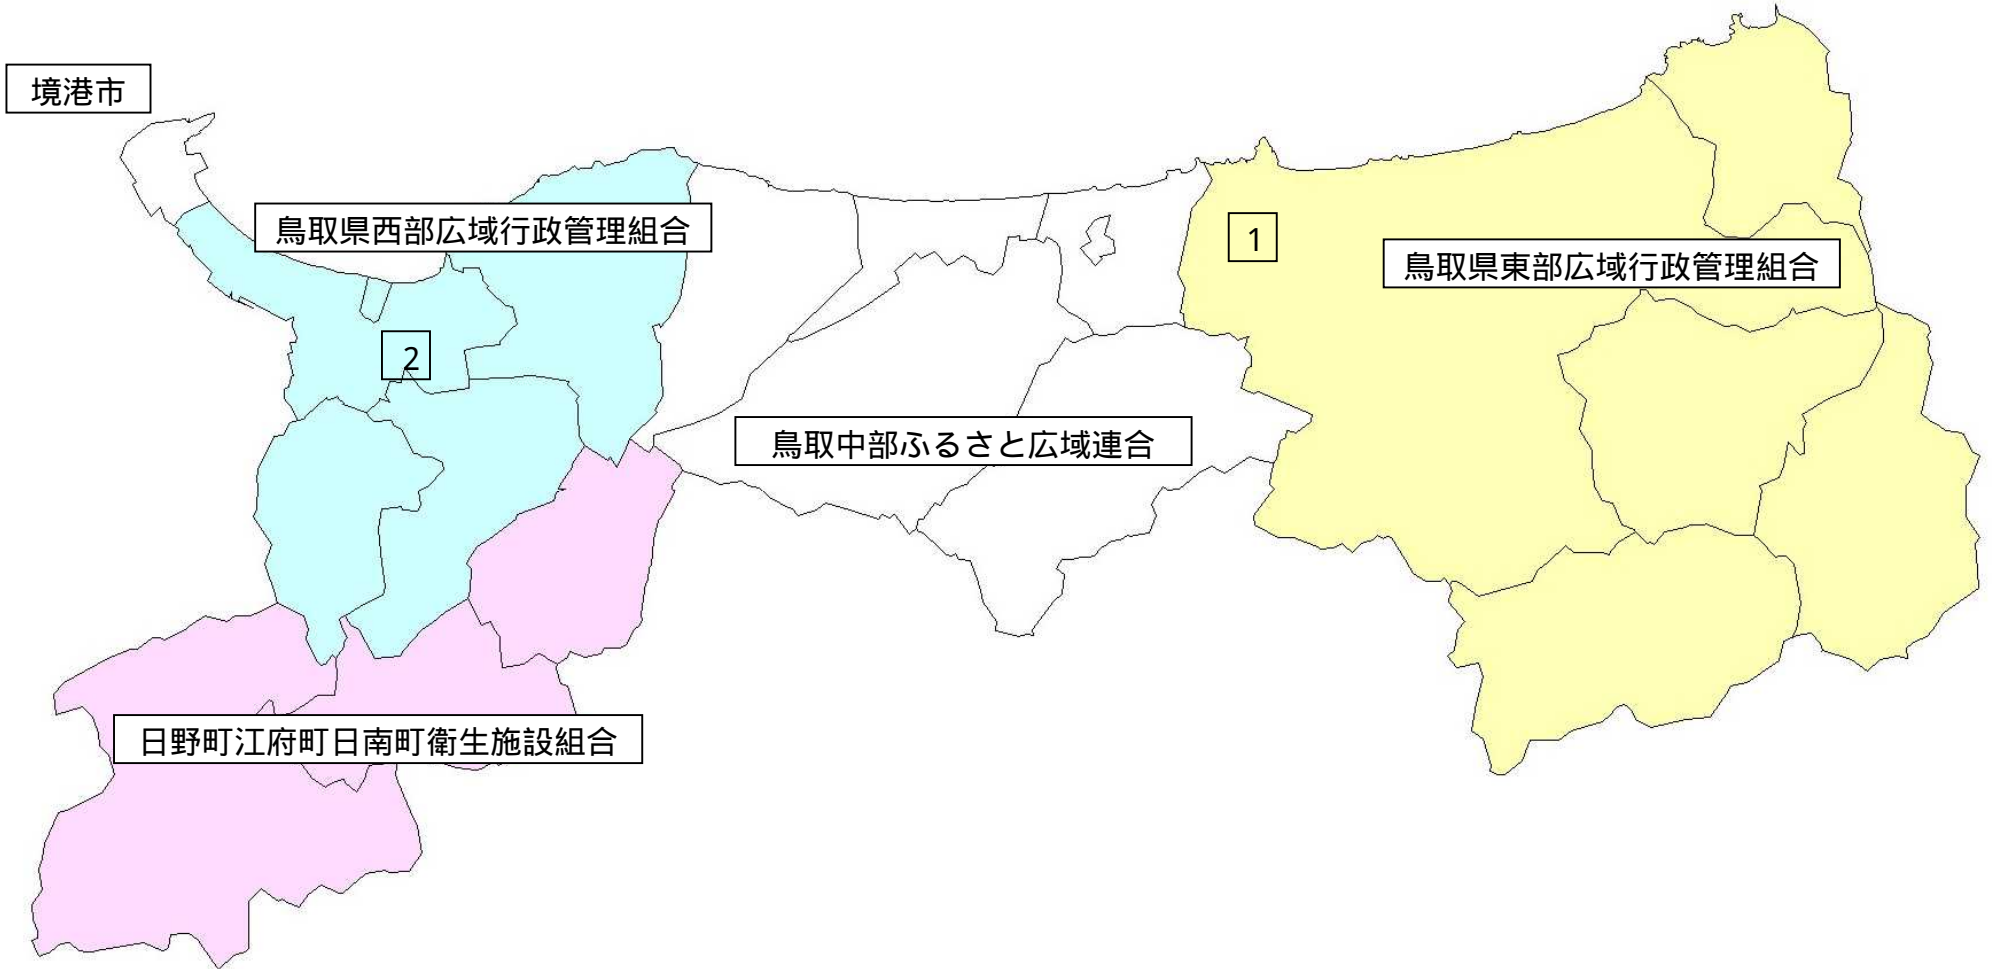 境港市
鳥取県西部広域行政管理組合
1
鳥取県東部広域行政管理組合
2
鳥取中部ふるさと広域連合
日野町江府町日南町衛生施設組合